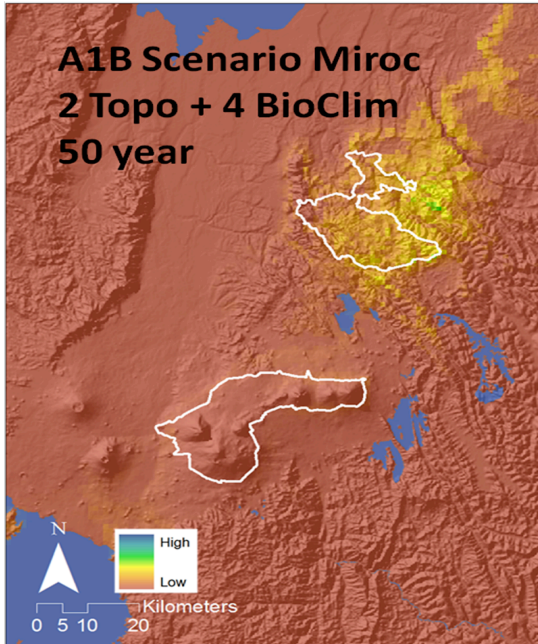 A1B Scenario Miroc
2 Topo + 4 BioClim
50 year
N
High
Low
Kilometers
0 5 10 20